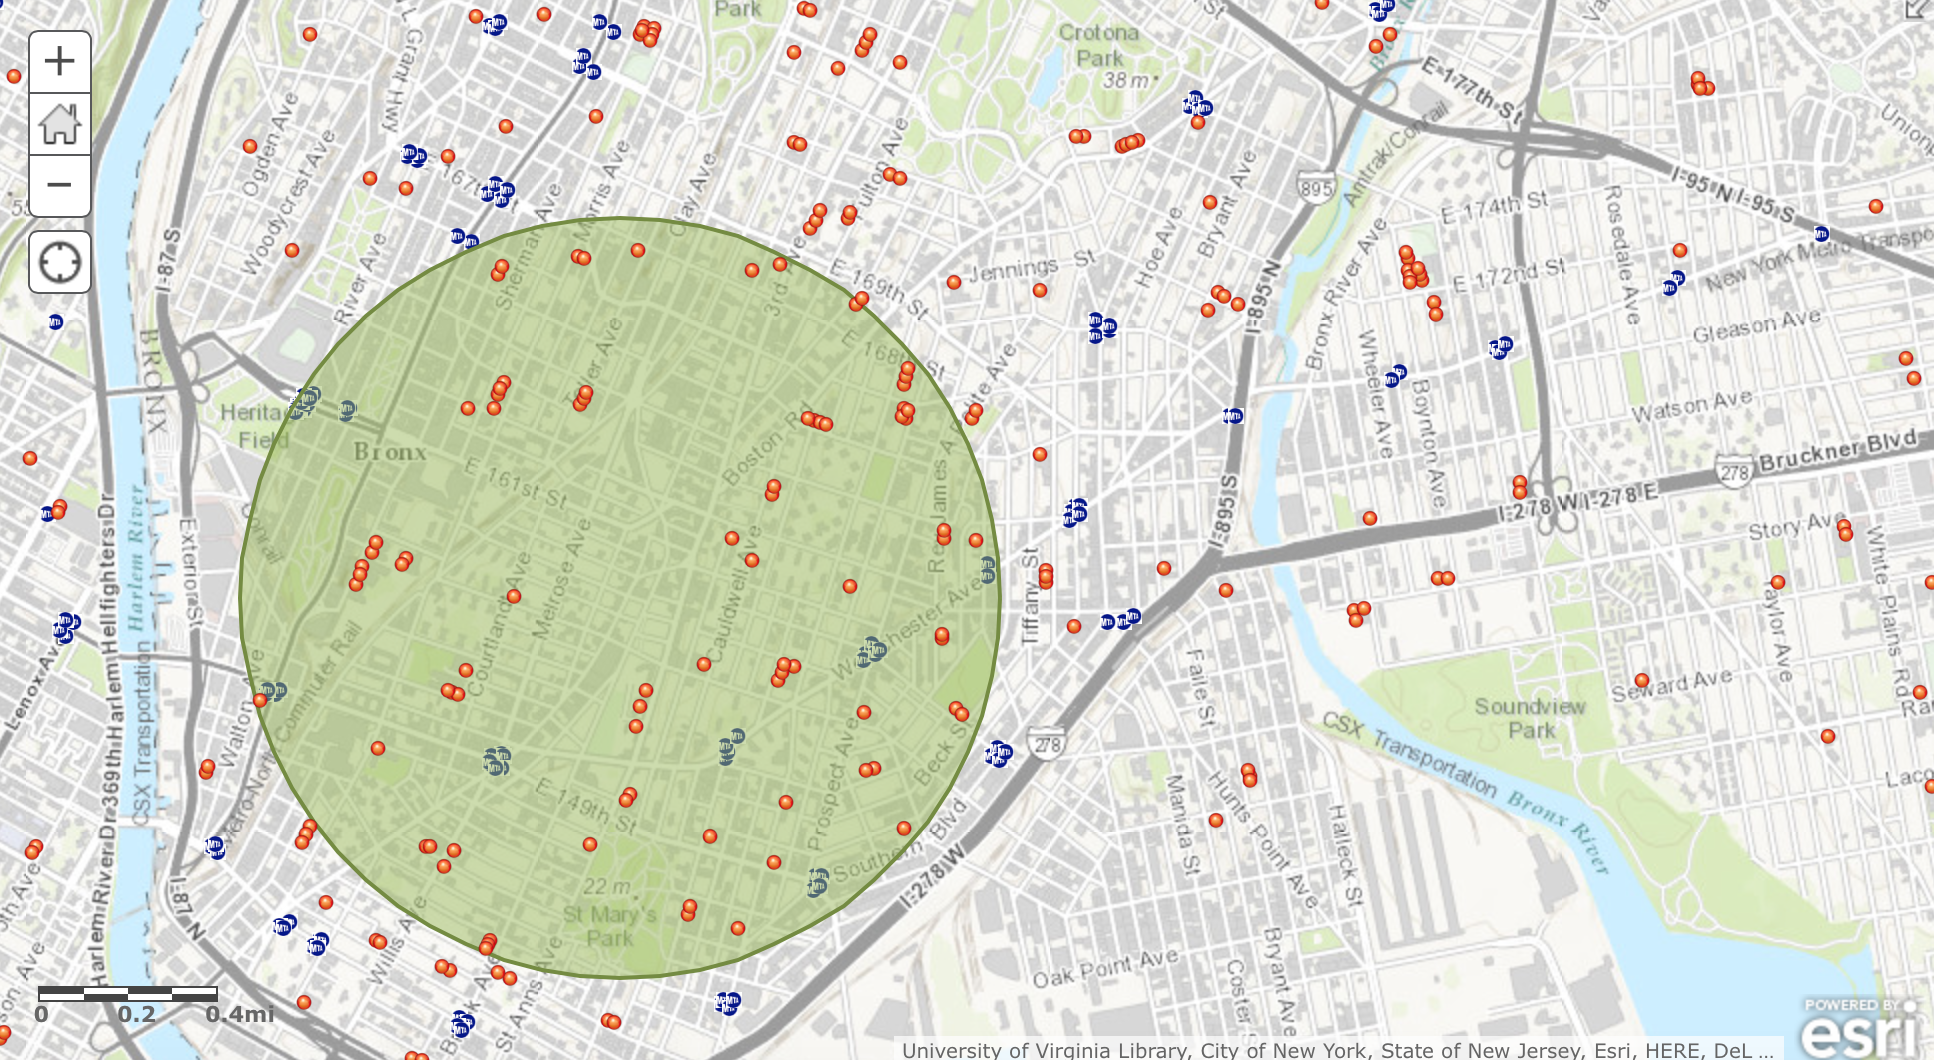 Park
Crotona
Park
38 m
Grant Hwy
Ogden Ave
Woodycrest Ave
E 167th St
Morris Ave
Clay Ave
Fulton Ave
Sherman Ave
River Ave
3rd Ave
E 169th St
Jennings St
Hoe Ave
Bryant Ave
895
E 177th St
Amtrak/Conrail
I-95 N I-95 S
Union
E 174th St
E 172nd St
Rosedale Ave
New York Metro Transpo
Gleason Ave
Bronx River Ave
I-895 N
I-87 S
BRONX
E 168th St
Wheeler Ave
Boynton Ave
Watson Ave
Bruckner Blvd
278
I-278 W I-278 E
Heritage
Field
Bronx
E 161st St
Boston Rd
Conrail
Exterior St
Harlem River
Harlem River Dr 369th Harlem Hellfighters Dr
CSX Transportation
Lenox Ave
Walton Ave
Metro-North Commuter Rail
Courtlandt Ave
Melrose Ave
Cauldwell Ave
Westchester Ave
Tiffany St
I-895 S
Story Ave
White Plains Rd
Taylor Ave
Seward Ave
Soundview
Park
Faile St
278
CSX Transportation
Bronx River
Prospect Ave
Beck St
E 149th St
Southern Blvd
I-278 W
Manida St
Hunts Point Ave
Halleck St
22 m
St Mary's
Park
I-87 N
Willis Ave
St Anns Ave
Oak Point Ave
Coster S
Bryant Ave
0 0.2 0.4mi
POWERED BY
esri
University of Virginia Library, City of New York, State of New Jersey, Esri, HERE, DeL ...